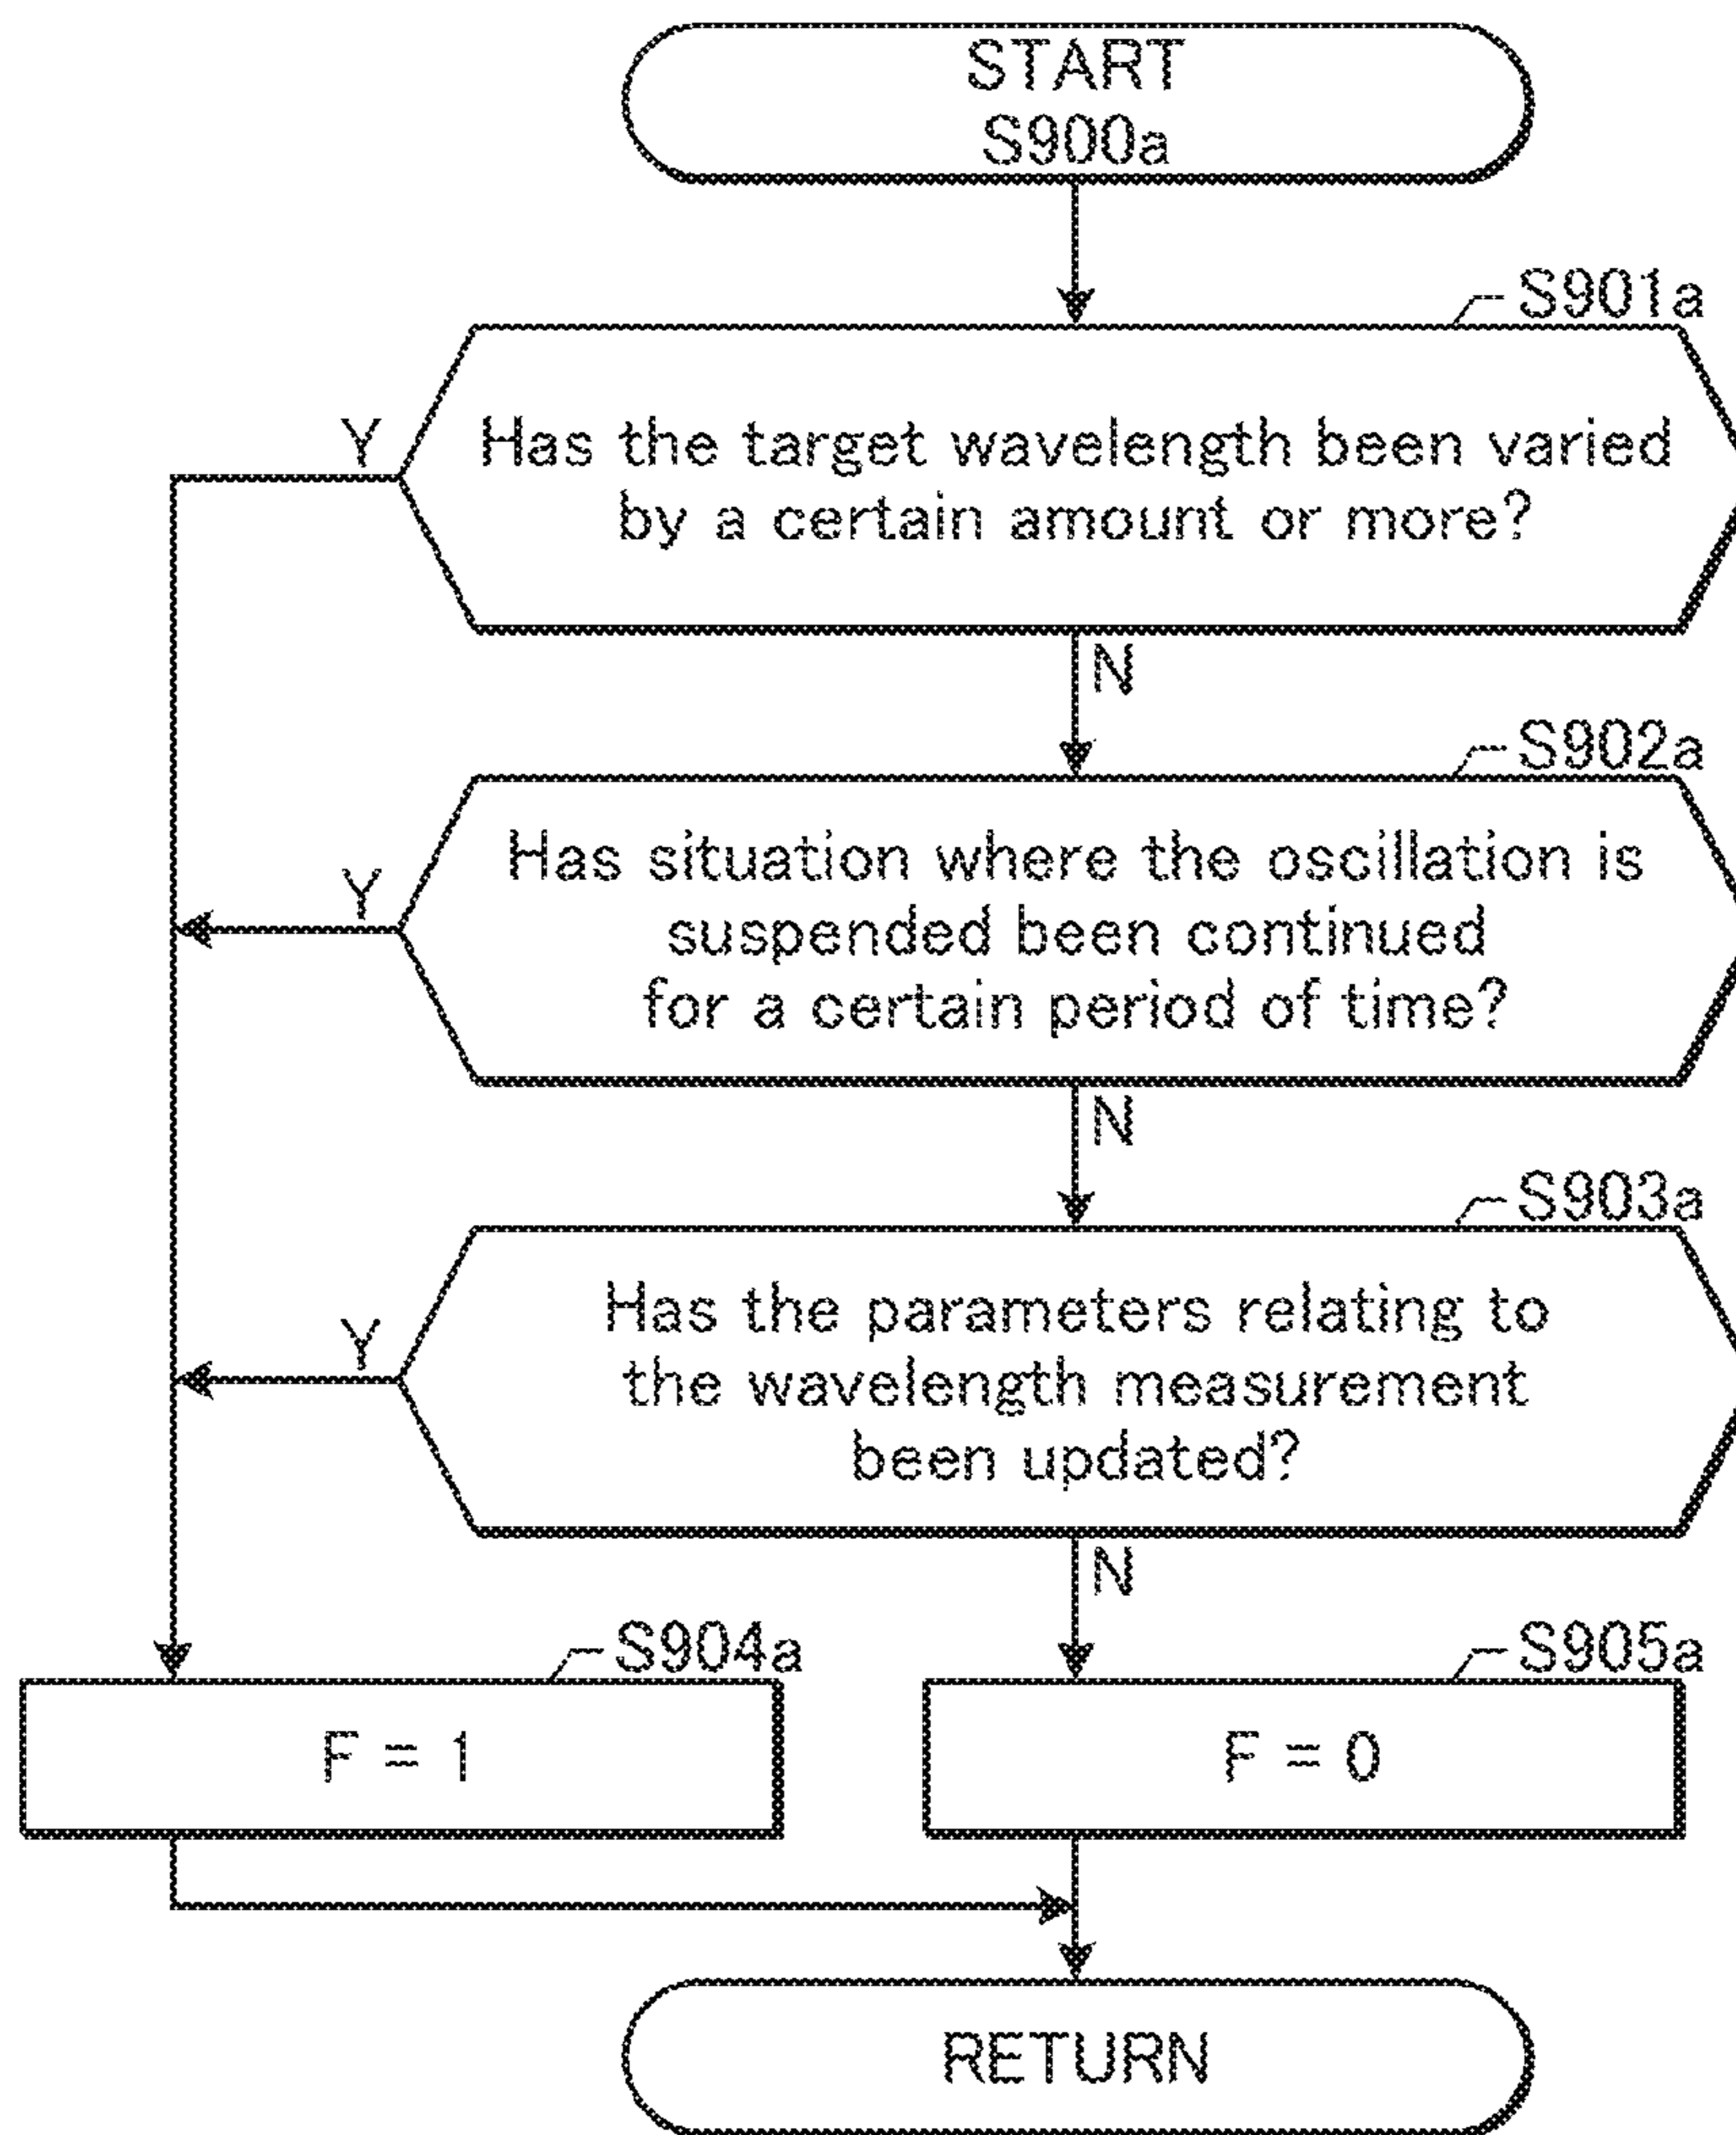 START
S900a
S901a
Y
Has the target wavelength been varied
by a certain amount or more?
N
S902a
Y
Has situation where the oscillation is
suspended been continued
for a certain period of time?
N
S903a
Y
Has the parameters relating to
the wavelength measurement
been updated?
N
S904a
S905a
F = 1
F = 0
RETURN